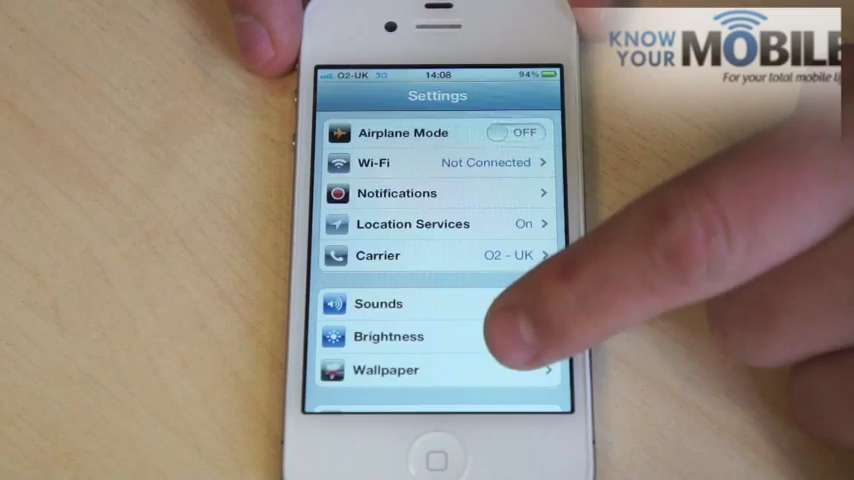 KNOW
YOUR
MOBILE
For your total mobile
O2-UK 3G 14:08 94%
Settings
Airplane Mode OFF
Wi-Fi Not Connected
Notifications
Location Services On
Carrier O2 - UK
Sounds
Brightness
Wallpaper